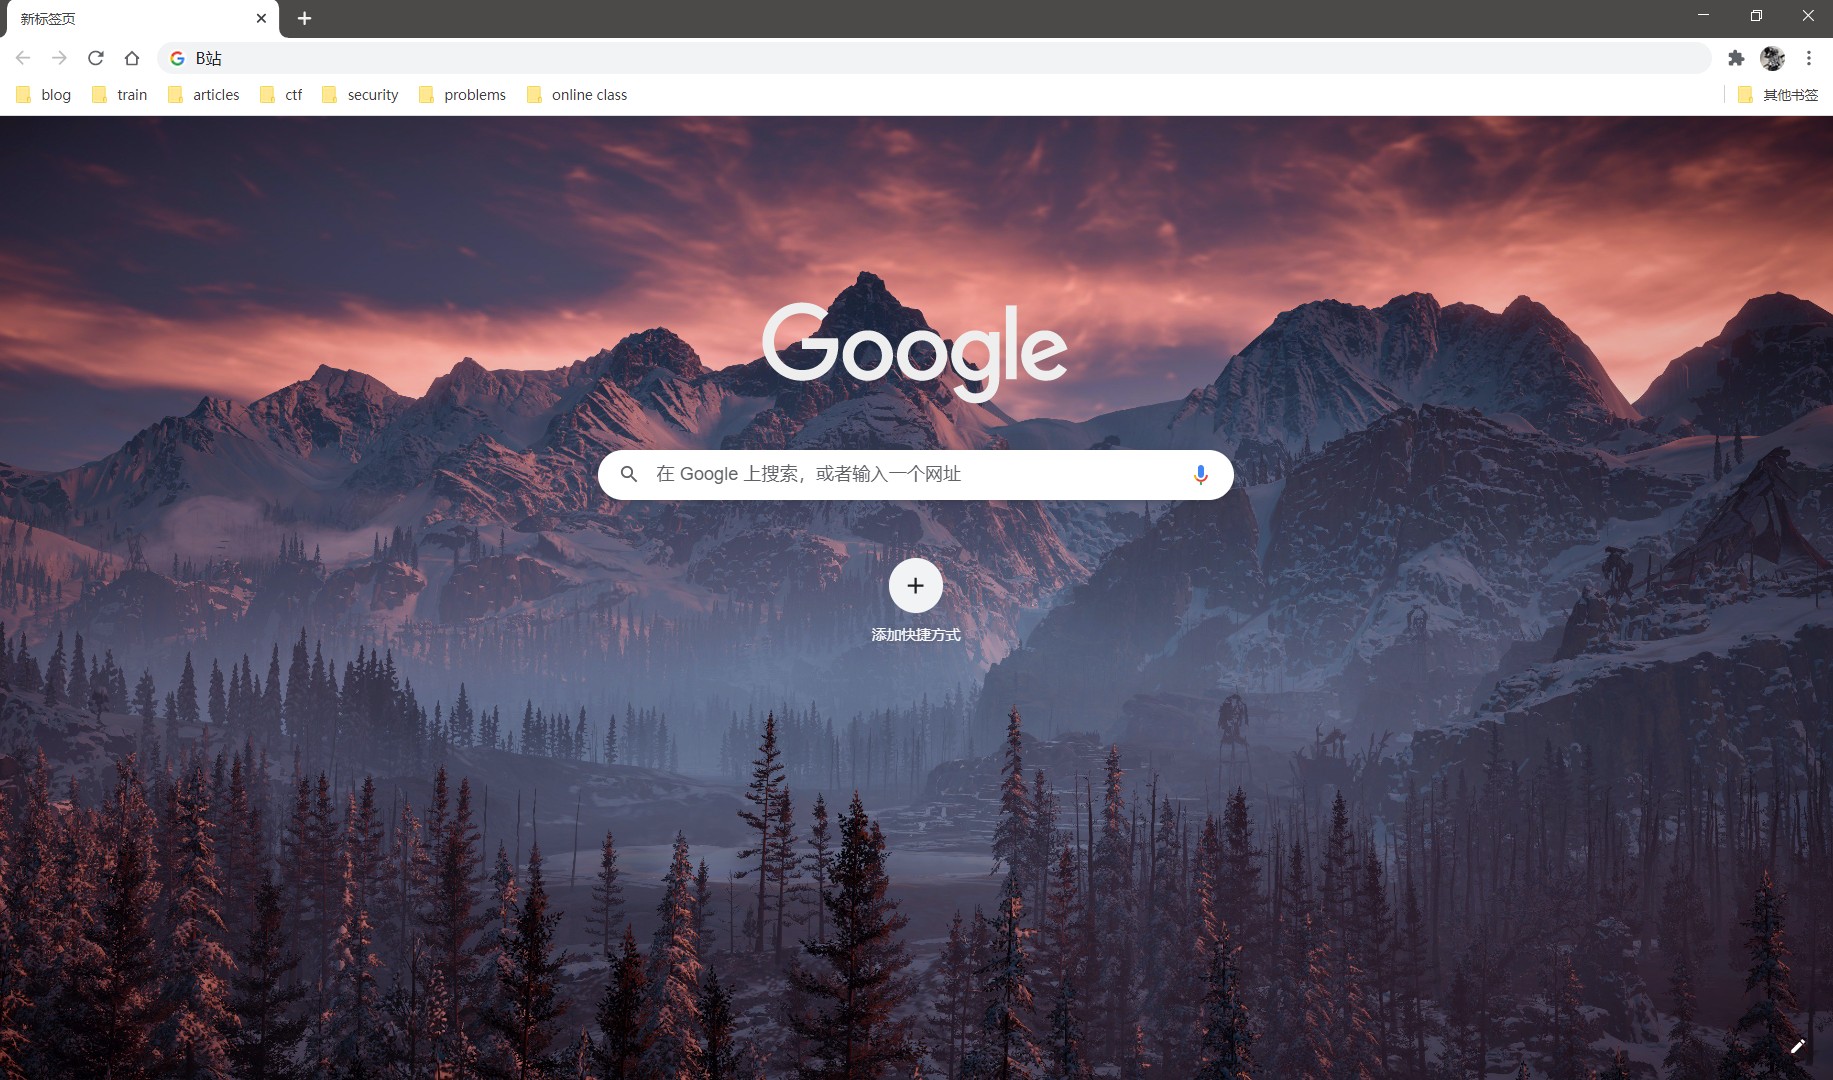 新标签页
B站
blog train articles ctf security problems online class 其他书签
Google
在 Google 上搜索，或者输入一个网址
添加快捷方式